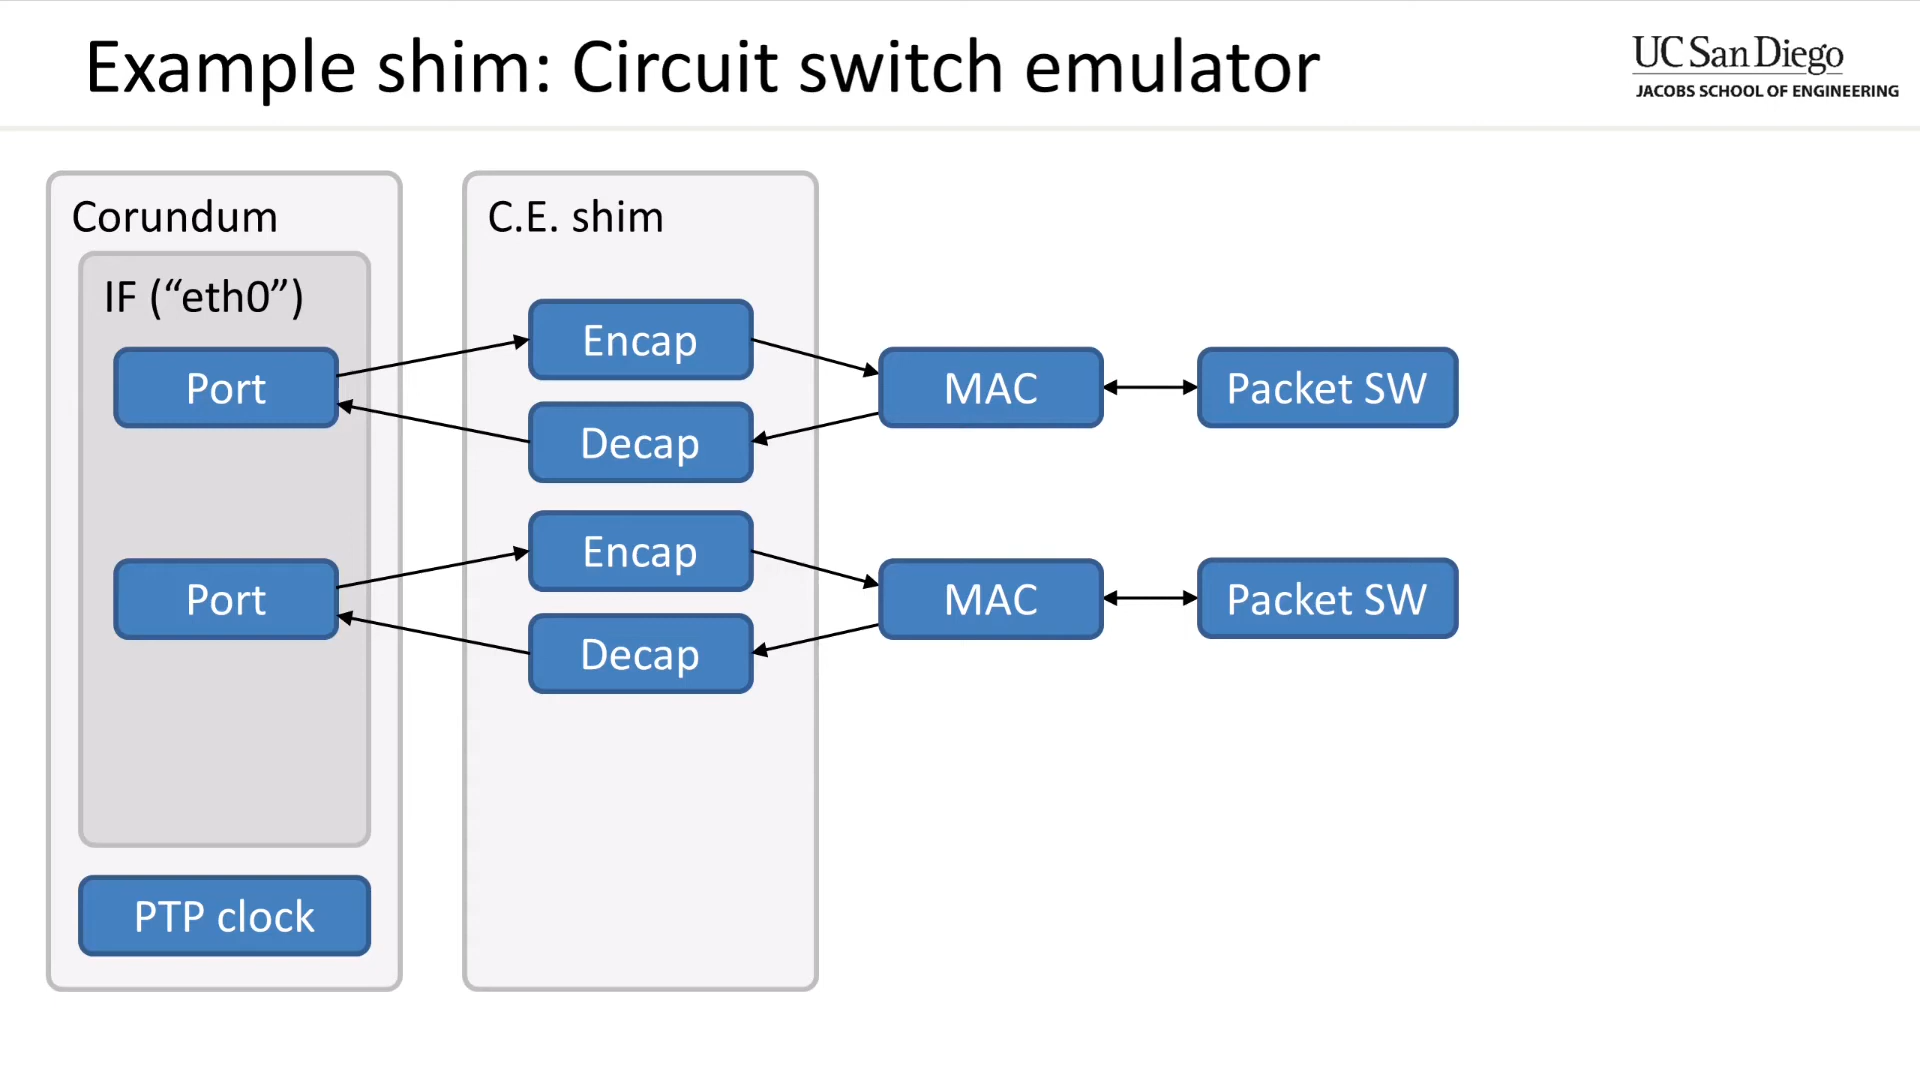 Example shim: Circuit switch emulator
UC San Diego
JACOBS SCHOOL OF ENGINEERING
Corundum
IF (“eth0”)
Port
Port
PTP clock
C.E. shim
Encap
Decap
Encap
Decap
MAC
Packet SW
MAC
Packet SW